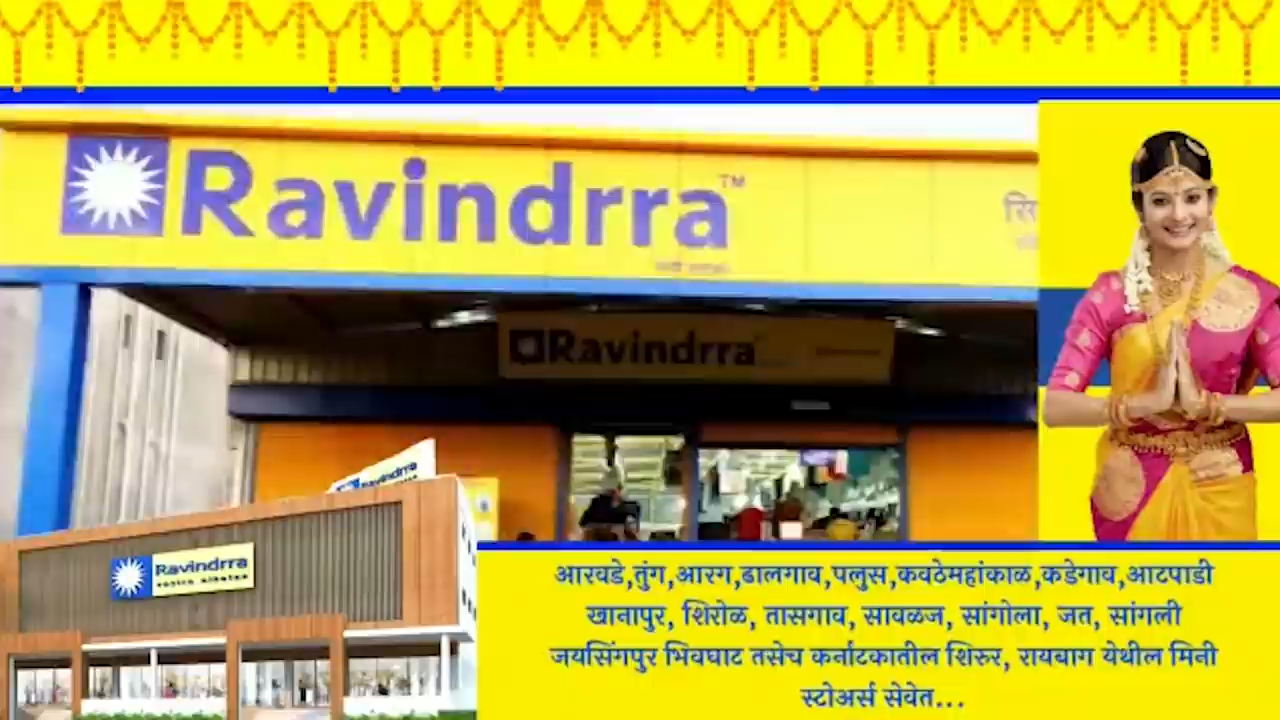 Ravindrra™
Ravindrra
Ravindrra
Ravindrra
आरवडे,तुंग,आरग,ढालगाव,पलुस,कवठेमहांकाळ,कडेगाव,आटपाडी
खानापुर, शिरोळ, तासगाव, सावळज, सांगोला, जत, सांगली
जयसिंगपुर भिवघाट तसेच कर्नाटकातील शिरुर, रायबाग येथील मिनी
स्टोअर्स सेवेत...